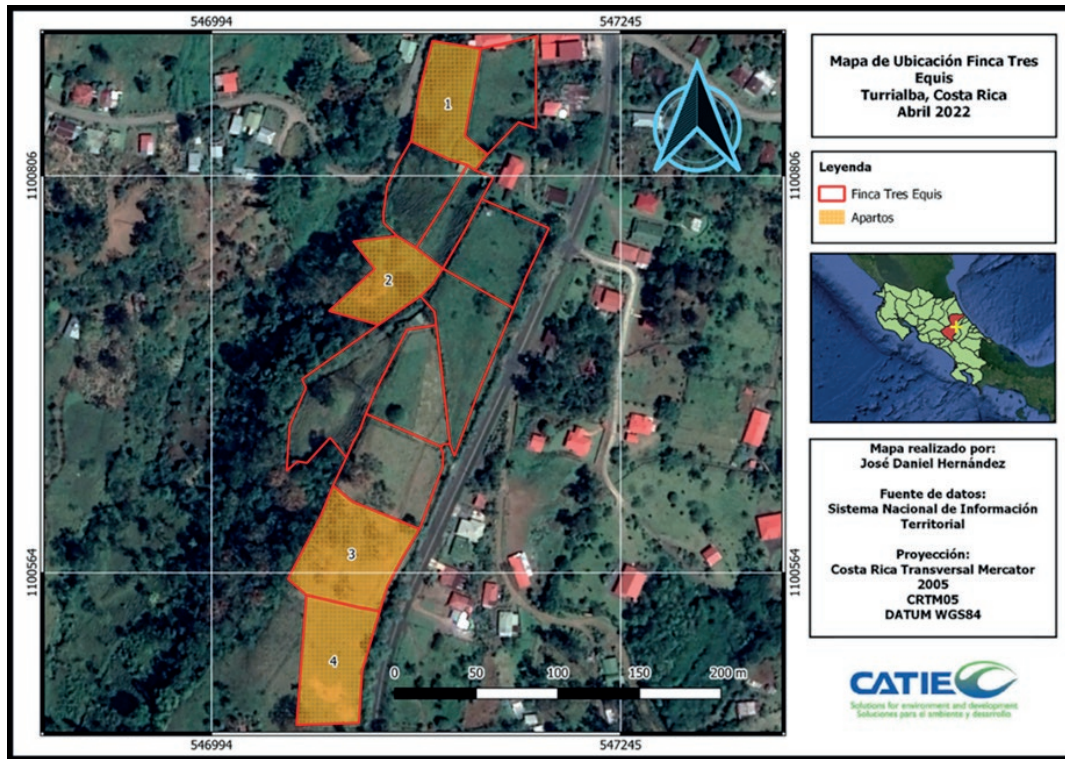 546994
547245
1100806
1100806
1
2
3
4
1100564
1100564
0
50
100
150
200 m
546994
547245
Mapa de Ubicación Finca Tres
Equis
Turrialba, Costa Rica
Abril 2022
Leyenda
Finca Tres Equis
Apartos
Mapa realizado por:
José Daniel Hernández
Fuente de datos:
Sistema Nacional de Información
Territorial
Proyección:
Costa Rica Transversal Mercator
2005
CRTM05
DATUM WGS84
CATIE
Solutions for environment and development
Soluciones para el ambiente y desarrollo